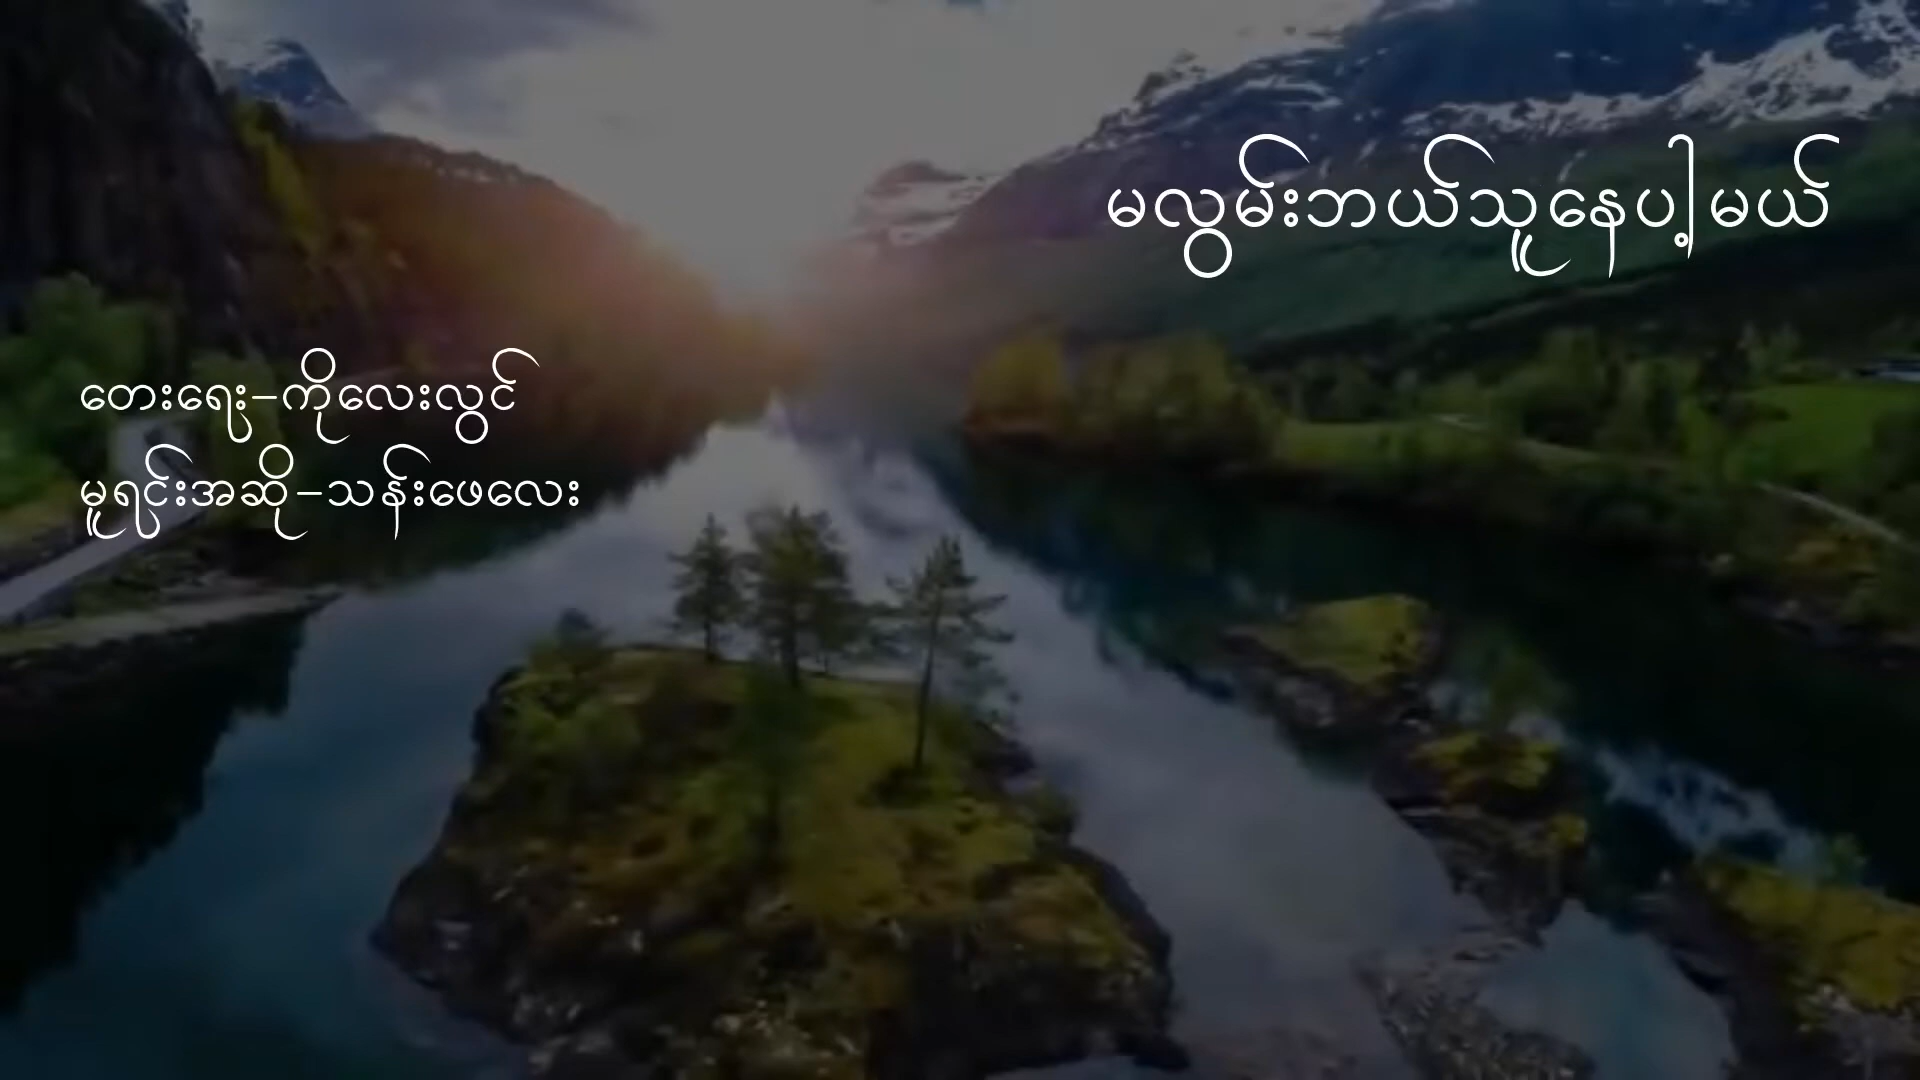 မလွမ်းဘယ်သူနေပါ့မယ်
တေးရေး-ကိုလေးလွင်
မူရင်းအဆို-သန်းဖေလေး